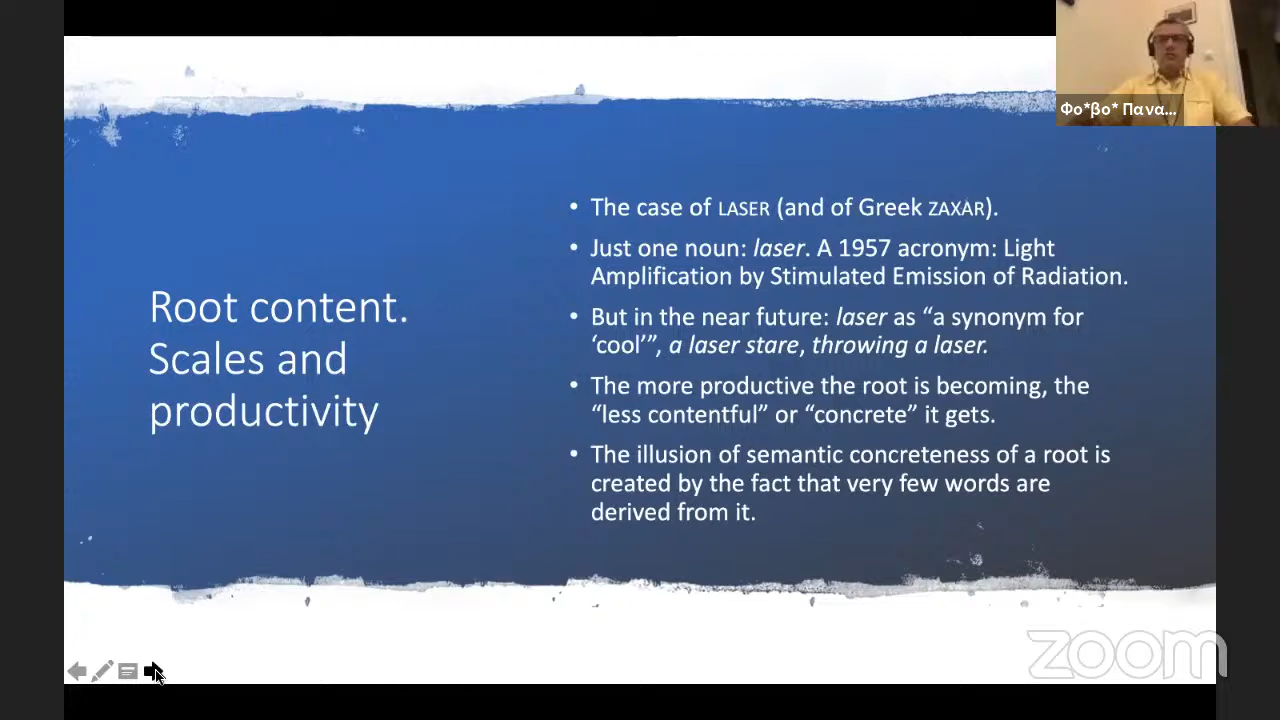 Φο*βο* Πανα...
Root content.
Scales and
productivity
• The case of LASER (and of Greek ZAXAR).
• Just one noun: laser. A 1957 acronym: Light
Amplification by Stimulated Emission of Radiation.
• But in the near future: laser as “a synonym for
‘cool’”, a laser stare, throwing a laser.
• The more productive the root is becoming, the
“less contentful” or “concrete” it gets.
• The illusion of semantic concreteness of a root is
created by the fact that very few words are
derived from it.
zoom